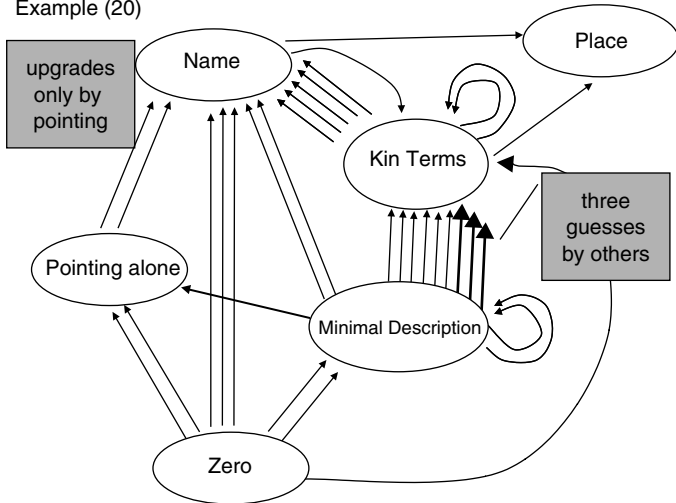 Example (20)
Name
Place
upgrades
only by
pointing
Kin Terms
three
guesses
by others
Pointing alone
Minimal Description
Zero